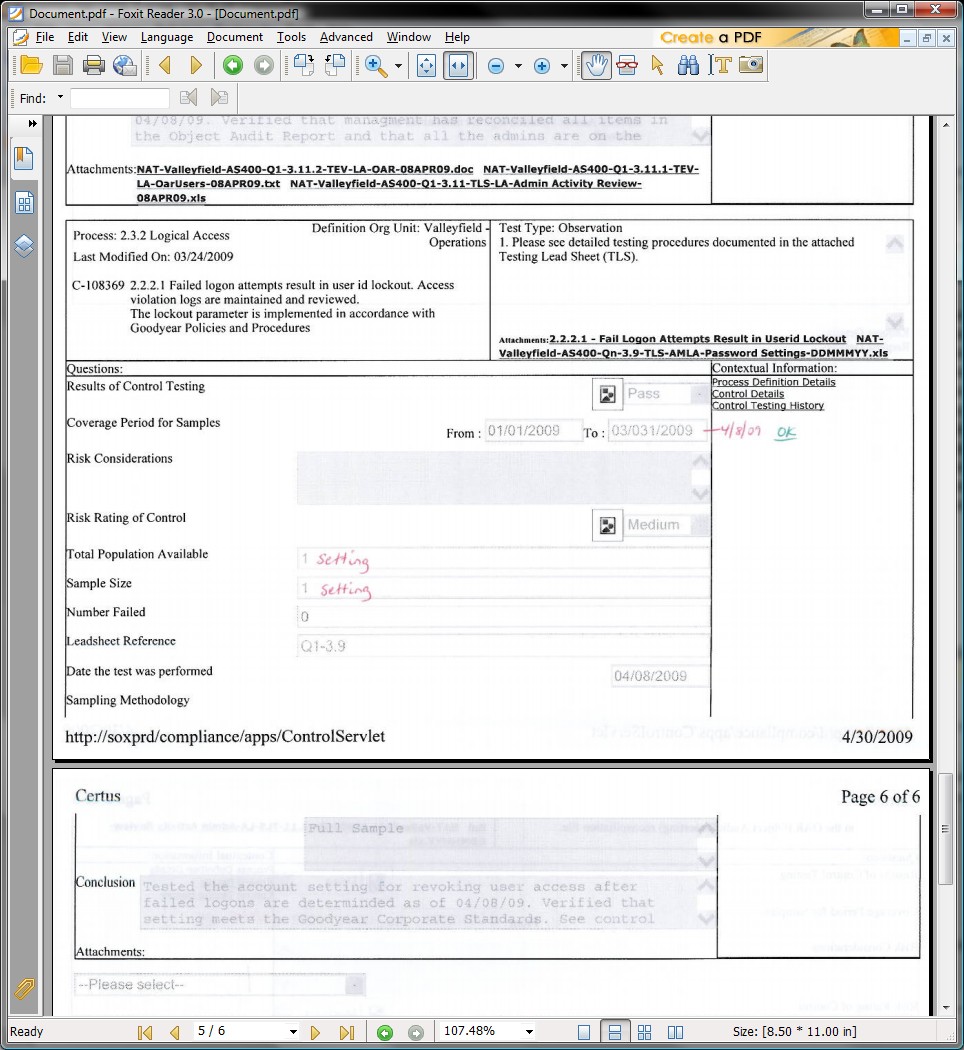 Document.pdf - Foxit Reader 3.0 - [Document.pdf]
File Edit View Language Document Tools Advanced Window Help
Create a PDF
Find:
04/08/09. Verified that managment has reconciled all items in
the Object Audit Report and that all the admins are on the
Attachments:NAT-Valleyfield-AS400-Q1-3.11.2-TEV-LA-OAR-08APR09.doc NAT-Valleyfield-AS400-Q1-3.11.1-TEV-
LA-OarUsers-08APR09.txt NAT-Valleyfield-AS400-Q1-3.11-TLS-LA-Admin Activity Review-
08APR09.xls
Process: 2.3.2 Logical Access
Definition Org Unit: Valleyfield -
Operations
Last Modified On: 03/24/2009
C-108369 2.2.2.1 Failed logon attempts result in user id lockout. Access
violation logs are maintained and reviewed.
The lockout parameter is implemented in accordance with
Goodyear Policies and Procedures
Test Type: Observation
1. Please see detailed testing procedures documented in the attached
Testing Lead Sheet (TLS).
Attachments:2.2.2.1 - Fail Logon Attempts Result in Userid Lockout NAT-
Valleyfield-AS400-Qn-3.9-TLS-AMLA-Password Settings-DDMMMYY.xls
Questions:
Contextual Information:
Process Definition Details
Control Details
Control Testing History
Results of Control Testing
Pass
Coverage Period for Samples
From : 01/01/2009 To : 03/031/2009 4/8/09 OK
Risk Considerations
Risk Rating of Control
Medium
Total Population Available
1 Setting
Sample Size
1 Setting
Number Failed
0
Leadsheet Reference
Q1-3.9
Date the test was performed
04/08/2009
Sampling Methodology
http://soxprd/compliance/apps/ControlServlet 4/30/2009
Certus Page 6 of 6
Full Sample
Conclusion
Tested the account setting for revoking user access after
failed logons are determinded as of 04/08/09. Verified that
setting meets the Goodyear Corporate Standards. See control
Attachments:
--Please select--
Ready 5 / 6 107.48% Size: [8.50 * 11.00 in]